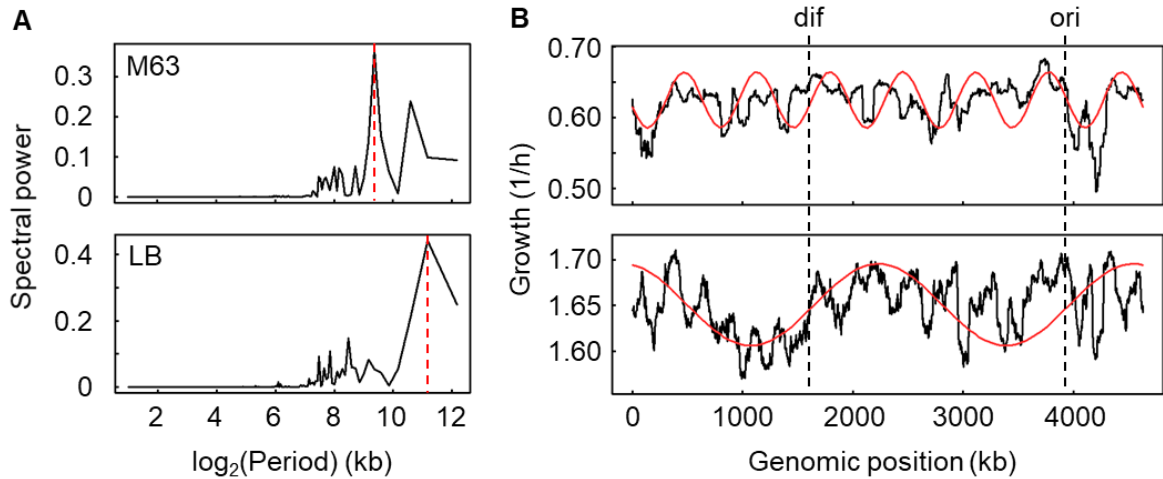 A
M63
0.3
0.2
0.1
0
LB
0.4
0.2
0
Spectral power
2 4 6 8 10 12
log₂(Period) (kb)
B
dif ori
0.70
0.60
0.50
1.70
1.65
1.60
Growth (1/h)
0 1000 2000 3000 4000
Genomic position (kb)